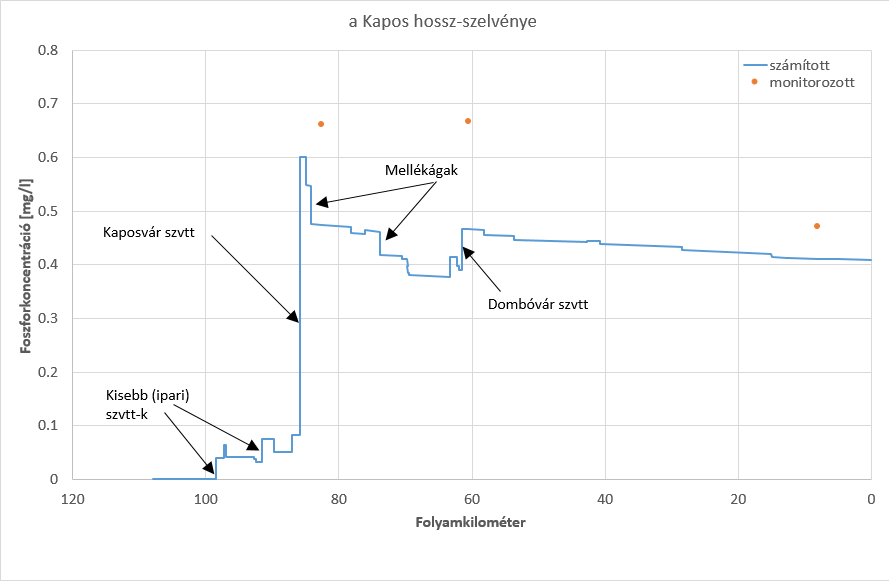 a Kapos hossz-szelvénye
0.8
0.7
0.6
0.5
0.4
0.3
0.2
0.1
0
Foszforkoncentráció [mg/l]
számított
monitorozott
Mellékágak
Kaposvár szvtt
Dombóvár szvtt
Kisebb (ipari)
szvtt-k
120
100
80
60
40
20
0
Folyamkilométer